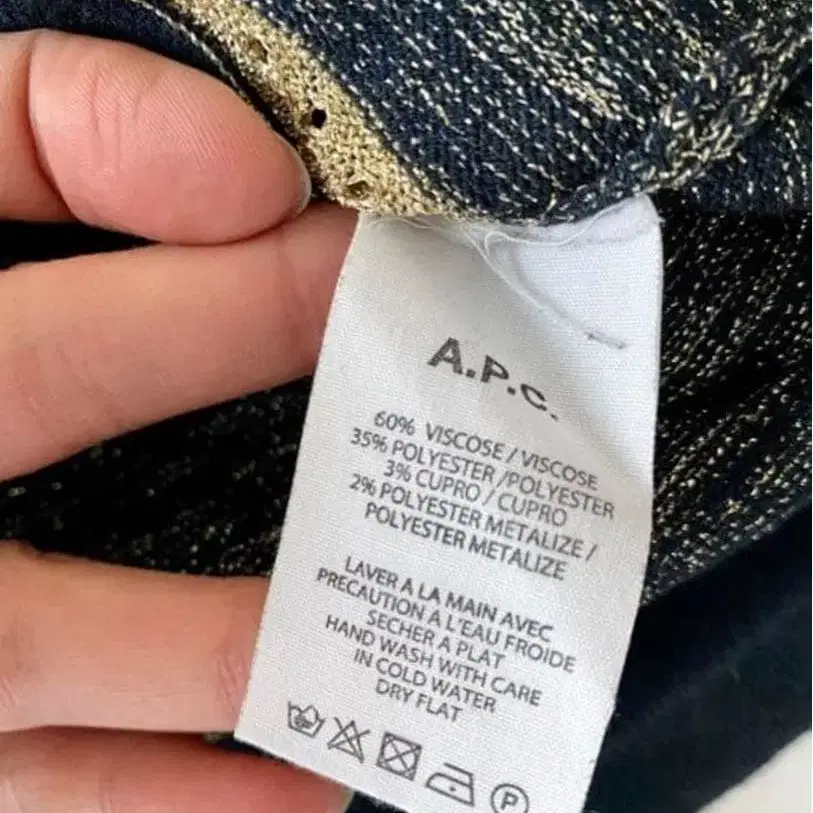 A.P.C.
60% VISCOSE / VISCOSE
35% POLYESTER /POLYESTER
3% CUPRO / CUPRO
2% POLYESTER METALIZE /
POLYESTER METALIZE
LAVER A LA MAIN AVEC
PRECAUTION A L'EAU FROIDE
SECHER A PLAT
HAND WASH WITH CARE
IN COLD WATER
DRY FLAT
P